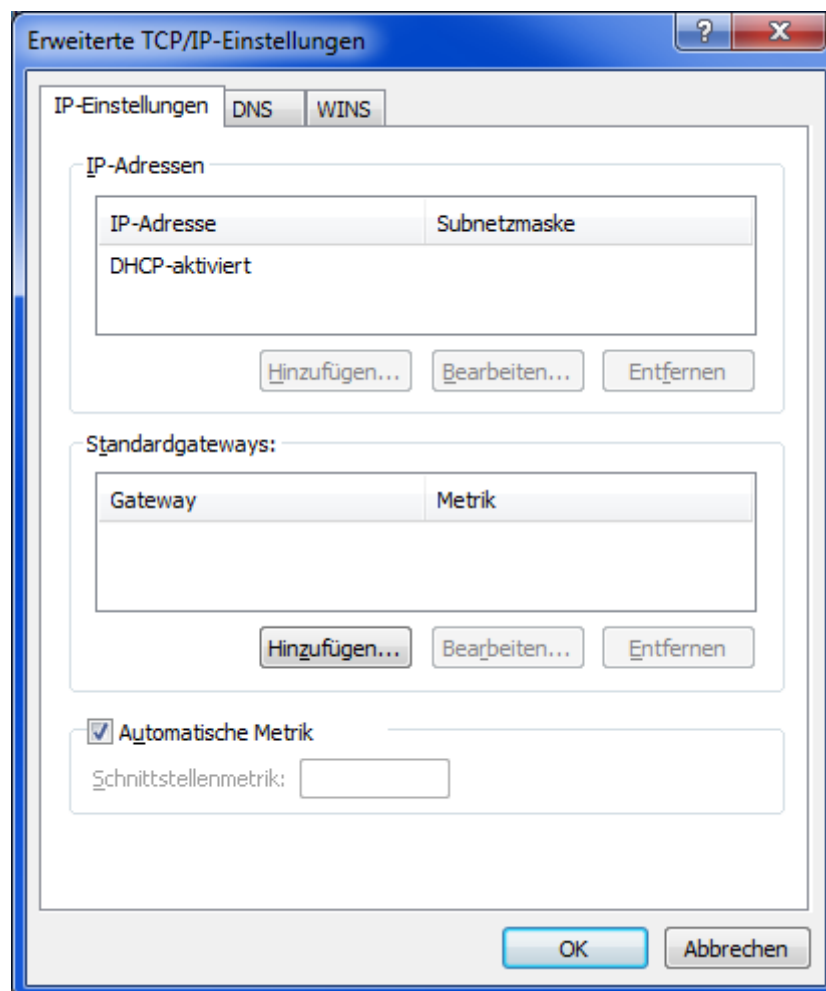 Erweiterte TCP/IP-Einstellungen
IP-Einstellungen DNS WINS
IP-Adressen
IP-Adresse Subnetzmaske
DHCP-aktiviert
Hinzufügen... Bearbeiten... Entfernen
Standardgateways:
Gateway Metrik
Hinzufügen... Bearbeiten... Entfernen
Automatische Metrik
Schnittstellenmetrik:
OK Abbrechen